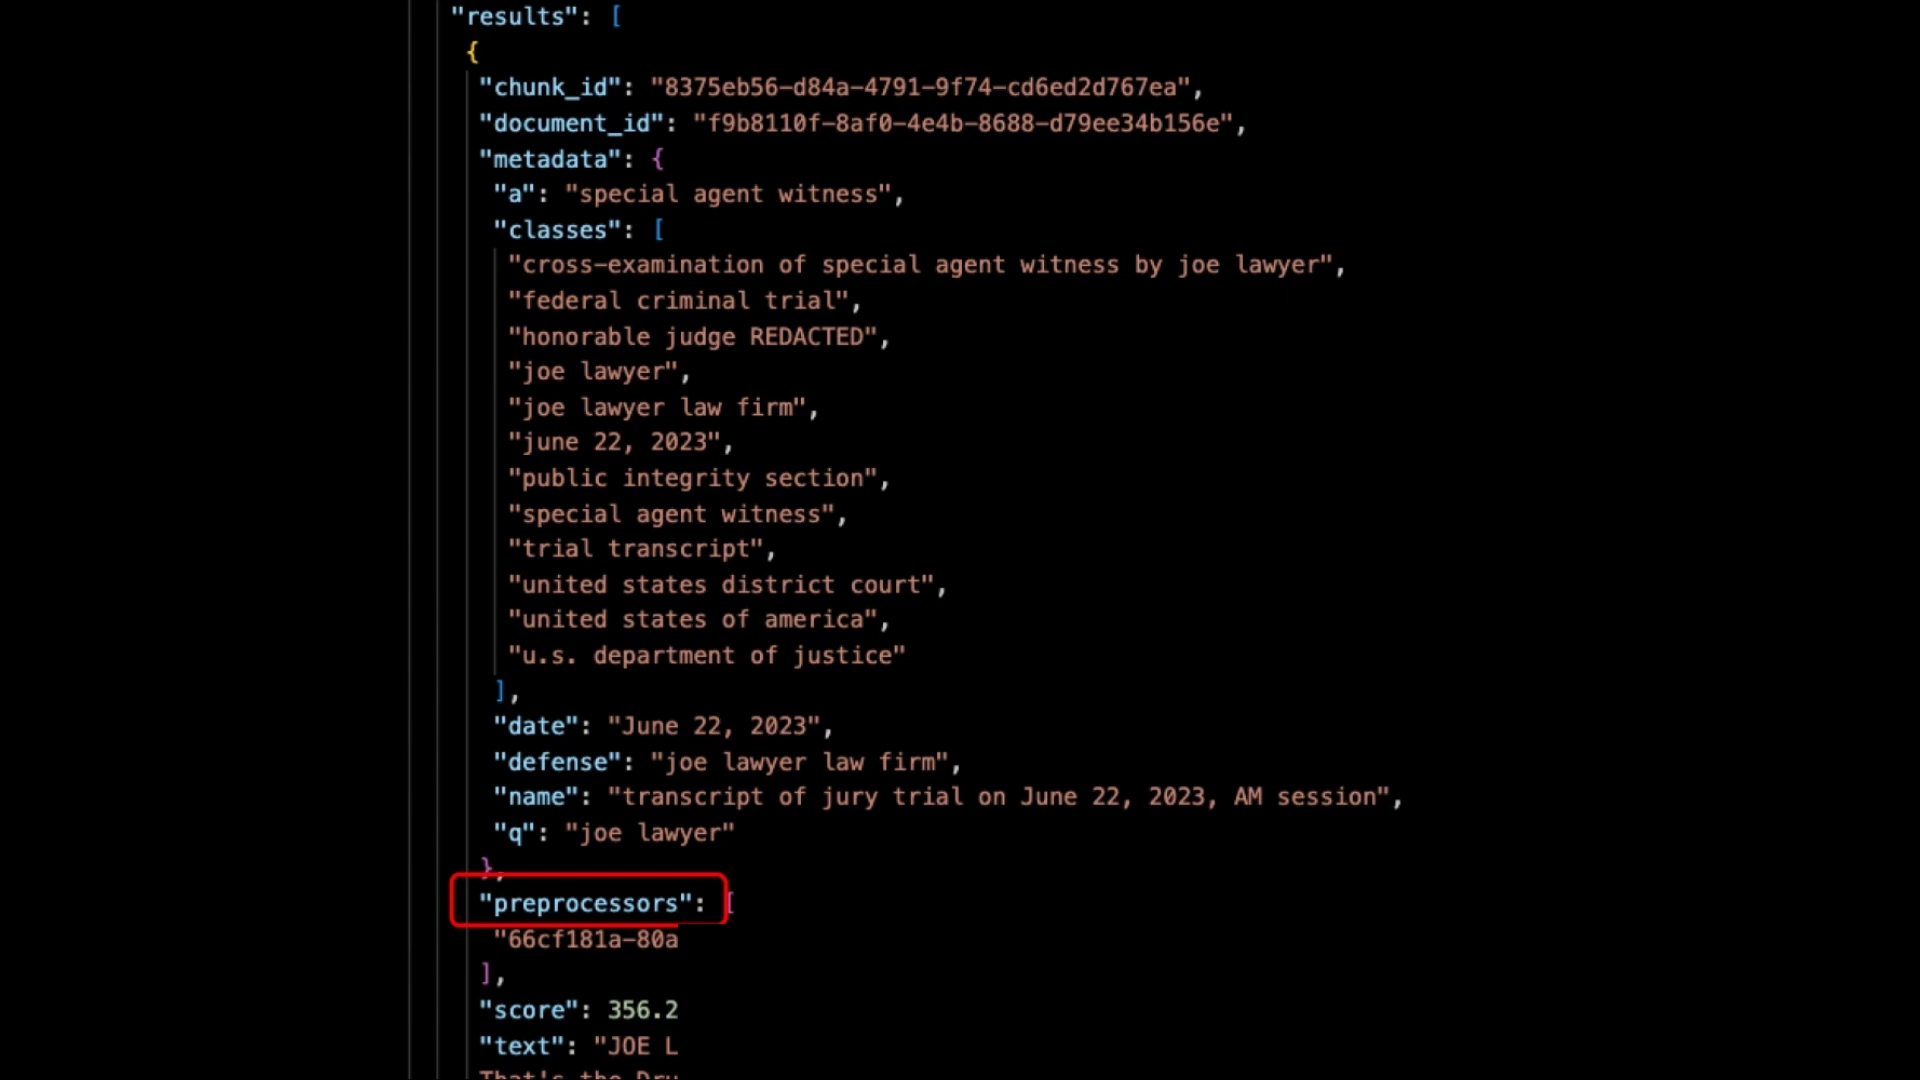 "results": [
{
"chunk_id": "8375eb56-d84a-4791-9f74-cd6ed2d767ea",
"document_id": "f9b8110f-8af0-4e4b-8688-d79ee34b156e",
"metadata": {
"a": "special agent witness",
"classes": [
"cross-examination of special agent witness by joe lawyer",
"federal criminal trial",
"honorable judge REDACTED",
"joe lawyer",
"joe lawyer law firm",
"june 22, 2023",
"public integrity section",
"special agent witness",
"trial transcript",
"united states district court",
"united states of america",
"u.s. department of justice"
],
"date": "June 22, 2023",
"defense": "joe lawyer law firm",
"name": "transcript of jury trial on June 22, 2023, AM session",
"q": "joe lawyer"
},
"preprocessors": [
"66cf181a-80a
],
"score": 356.2
"text": "JOE L
That's the Dru